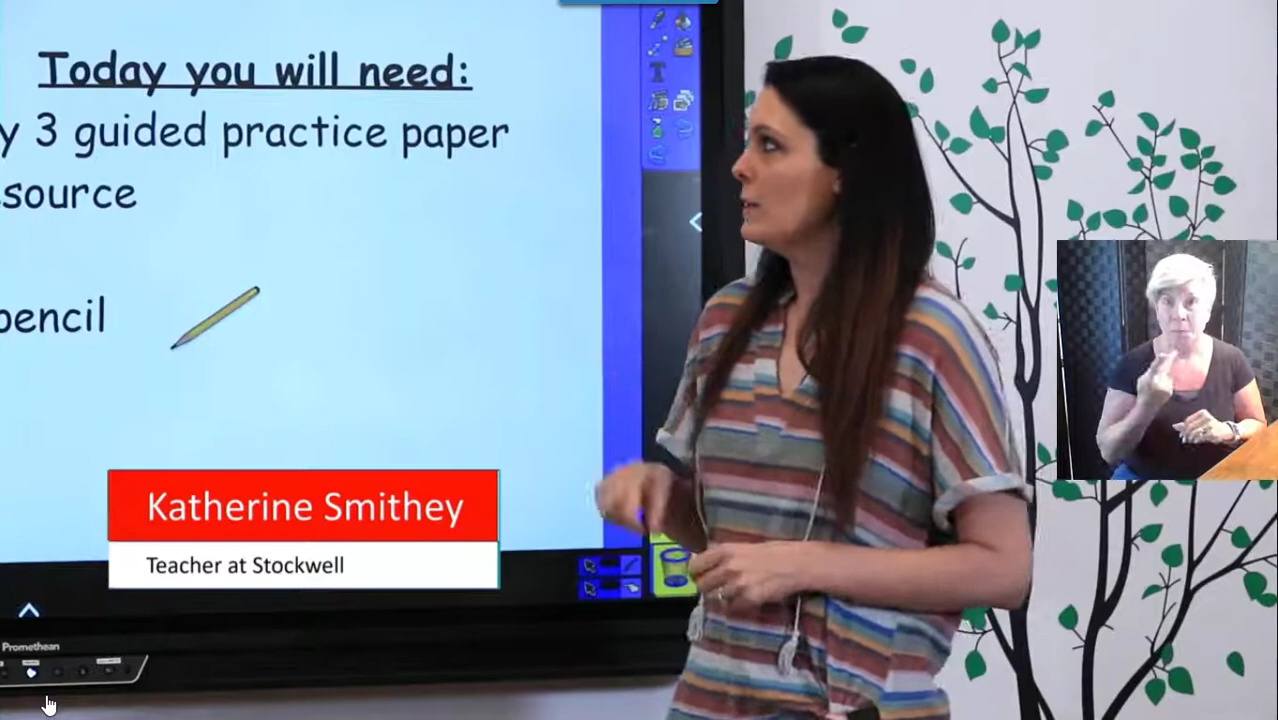 Today you will need:
y 3 guided practice paper
source
pencil
Katherine Smithey
Teacher at Stockwell
Promethean